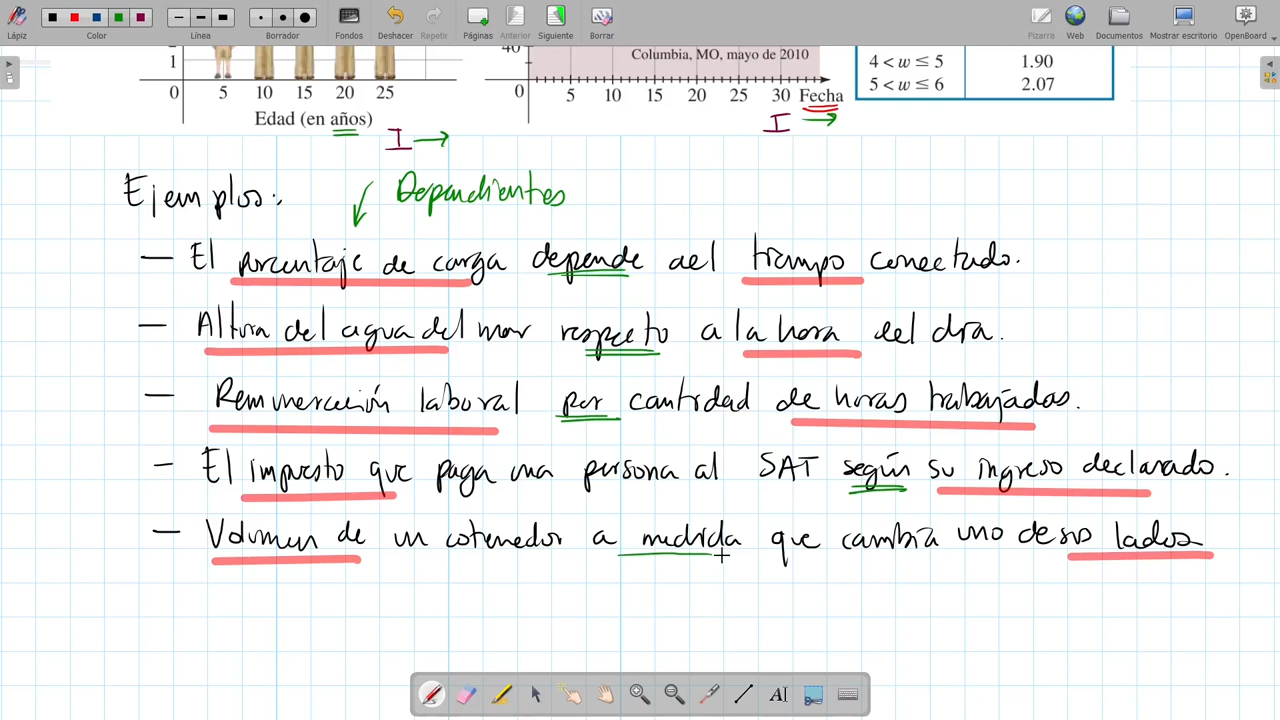 Lápiz Color Línea Borrador Fondos Deshacer Repetir Páginas Anterior Siguiente Borrar Pizarra Web Documentos Mostrar escritorio OpenBoard
40 Columbia, MO, mayo de 2010
1
4 < w ≤ 5 1.90
5 < w ≤ 6 2.07
0 5 10 15 20 25
0 5 10 15 20 25 30 Fecha
Edad (en años)
I →
I →
Ejemplos:
Dependientes
— El porcentaje de carga depende del tiempo conectado.
— Altura del agua del mar respecto a la hora del día.
— Remuneración laboral por cantidad de horas trabajadas.
— El impuesto que paga una persona al SAT según su ingreso declarado.
— Volumen de un cotenedor a medida que cambia uno de sus lados